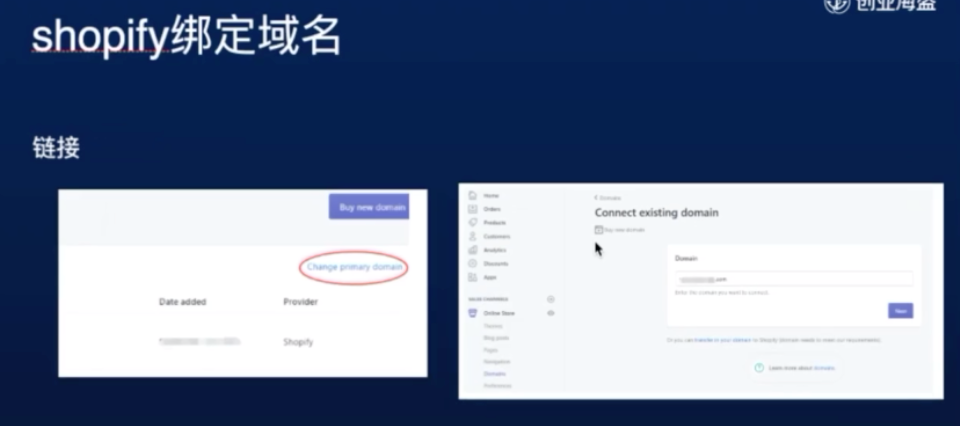 创业海盗
shopify绑定域名
链接
Buy new domain
Change primary domain
Date added
Provider
Shopify
Home
Orders
Products
Customers
Analytics
Discounts
Apps
SALES CHANNELS
Online Store
Themes
Blog posts
Pages
Navigation
Domains
Preferences
Domains
Connect existing domain
Buy new domain
Domain
.com
Enter the domain you want to connect.
Next
Or you can transfer in your domain to Shopify (domain needs to meet our requirements).
Learn more about domains